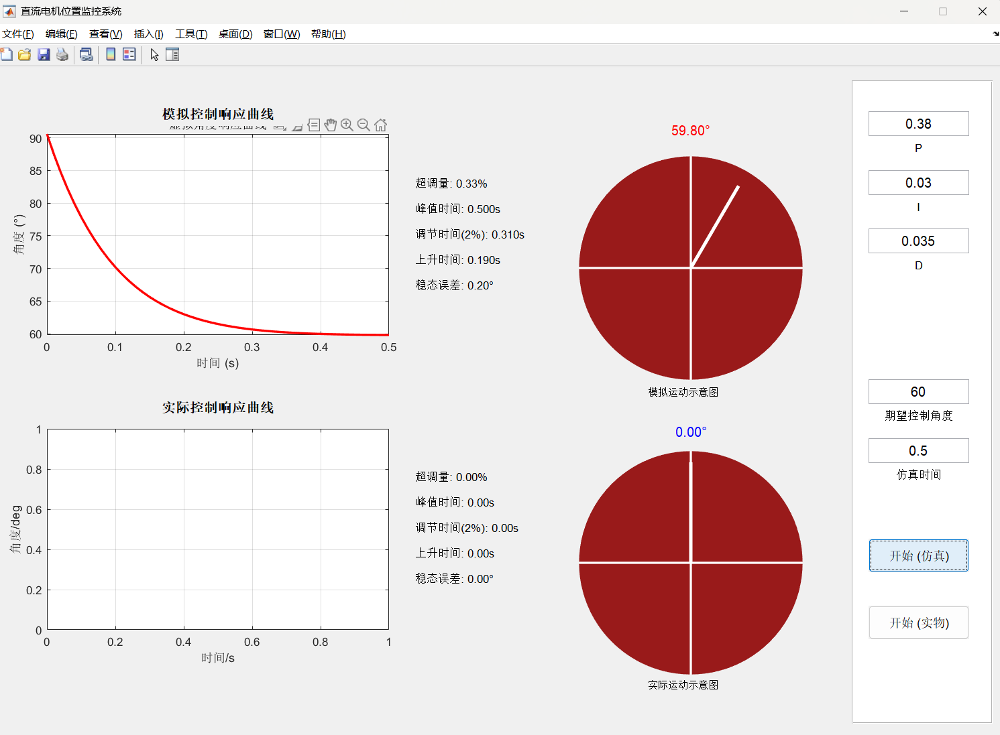 直流电机位置监控系统
文件(F) 编辑(E) 查看(V) 插入(I) 工具(T) 桌面(D) 窗口(W) 帮助(H)
模拟控制响应曲线
虚拟角度响应曲线
90
85
80
75
70
65
60
角度 (°)
0 0.1 0.2 0.3 0.4 0.5
时间 (s)
超调量: 0.33%
峰值时间: 0.500s
调节时间(2%): 0.310s
上升时间: 0.190s
稳态误差: 0.20°
59.80°
模拟运动示意图
实际控制响应曲线
1
0.8
0.6
0.4
0.2
0
角度/deg
0 0.2 0.4 0.6 0.8 1
时间/s
超调量: 0.00%
峰值时间: 0.00s
调节时间(2%): 0.00s
上升时间: 0.00s
稳态误差: 0.00°
0.00°
实际运动示意图
0.38
P
0.03
I
0.035
D
60
期望控制角度
0.5
仿真时间
开始 (仿真)
开始 (实物)